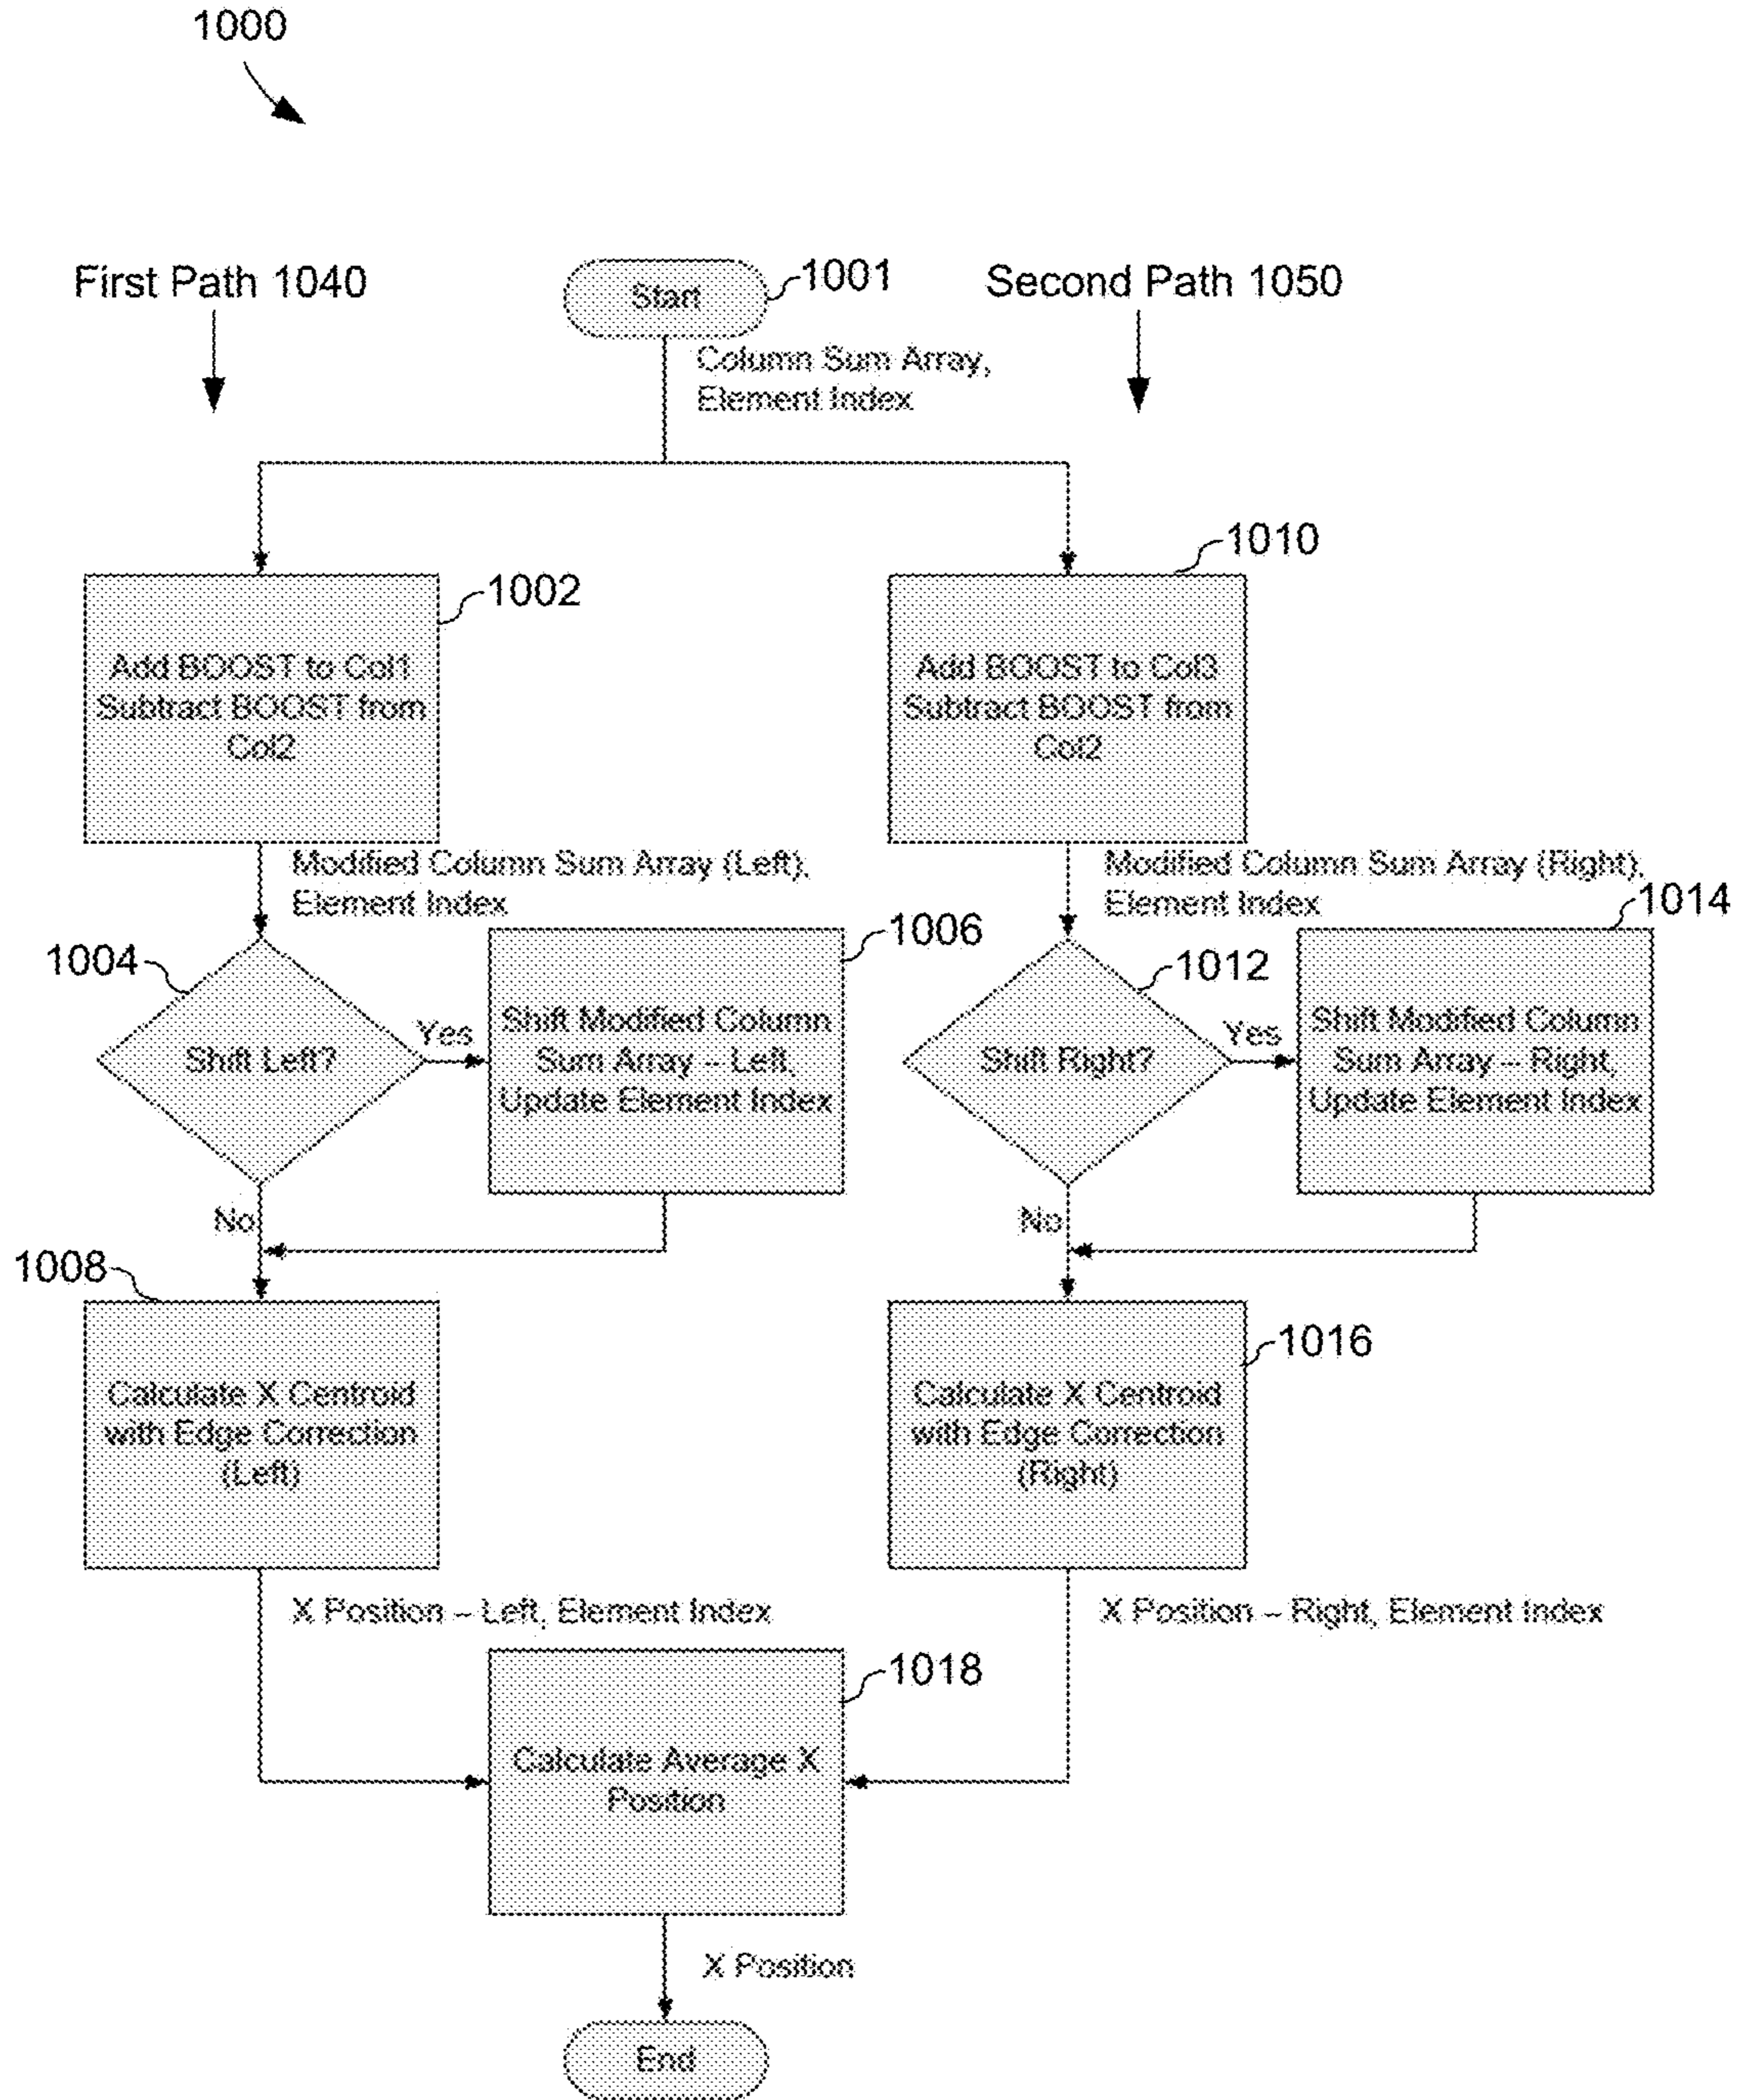 1000
First Path 1040
Start
1001
Second Path 1050
Column Sum Array,
Element Index
1002
1010
Add BOOST to Col1
Subtract BOOST from
Col2
Add BOOST to Col3
Subtract BOOST from
Col2
Modified Column Sum Array (Left),
Element Index
Modified Column Sum Array (Right),
Element Index
1004
Shift Left?
Yes
No
1006
Shift Modified Column
Sum Array -- Left,
Update Element Index
1012
Shift Right?
Yes
No
1014
Shift Modified Column
Sum Array -- Right,
Update Element Index
1008
Calculate X Centroid
with Edge Correction
(Left)
1016
Calculate X Centroid
with Edge Correction
(Right)
X Position -- Left, Element Index
X Position -- Right, Element Index
1018
Calculate Average X
Position
X Position
End